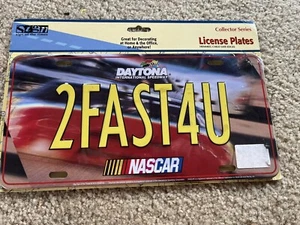 Great for Decorating
at Home & the Office,
or Anywhere!
Collector Series
License Plates
DAYTONA
INTERNATIONAL SPEEDWAY
2FAST4U
NASCAR